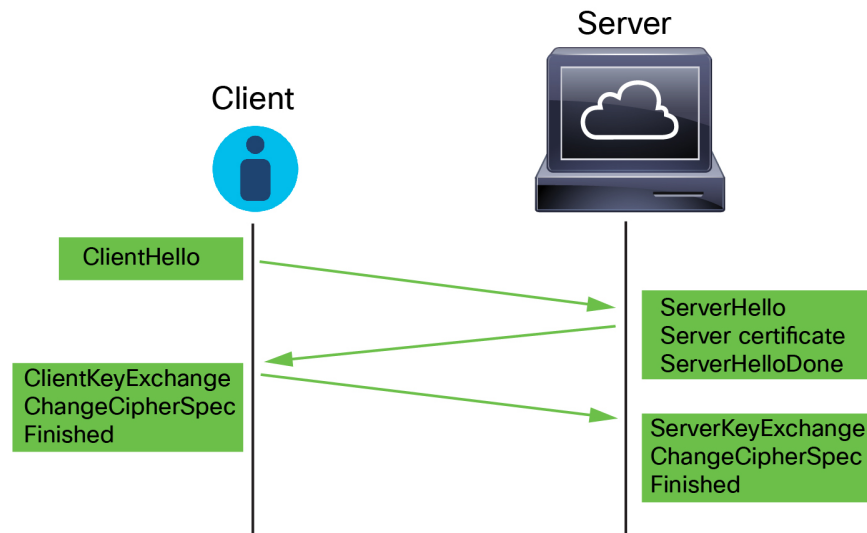 Server
Client
ClientHello
ServerHello
Server certificate
ServerHelloDone
ClientKeyExchange
ChangeCipherSpec
Finished
ServerKeyExchange
ChangeCipherSpec
Finished